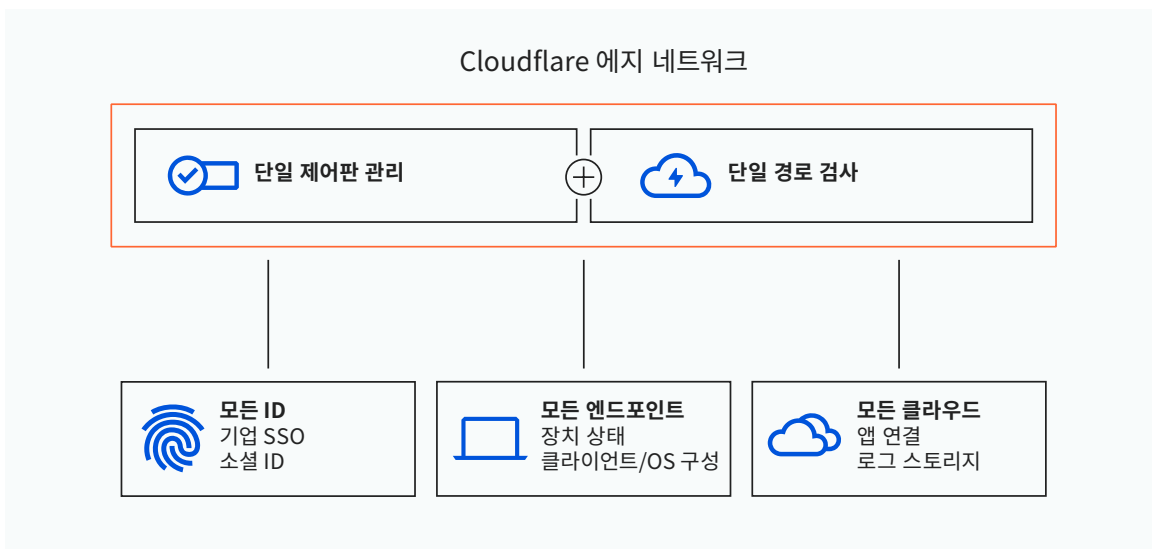 Cloudflare 에지 네트워크
단일 제어판 관리
단일 경로 검사
모든 ID
기업 SSO
소셜 ID
모든 엔드포인트
장치 상태
클라이언트/OS 구성
모든 클라우드
앱 연결
로그 스토리지